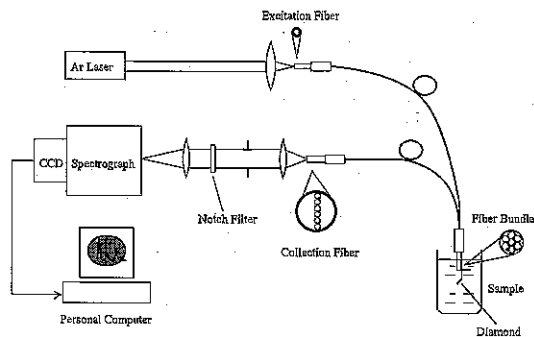 Excitation Fiber
Ar Laser
CCD
Spectrograph
Notch Filter
Collection Fiber
Fiber Bundle
Sample
Diamond
Personal Computer